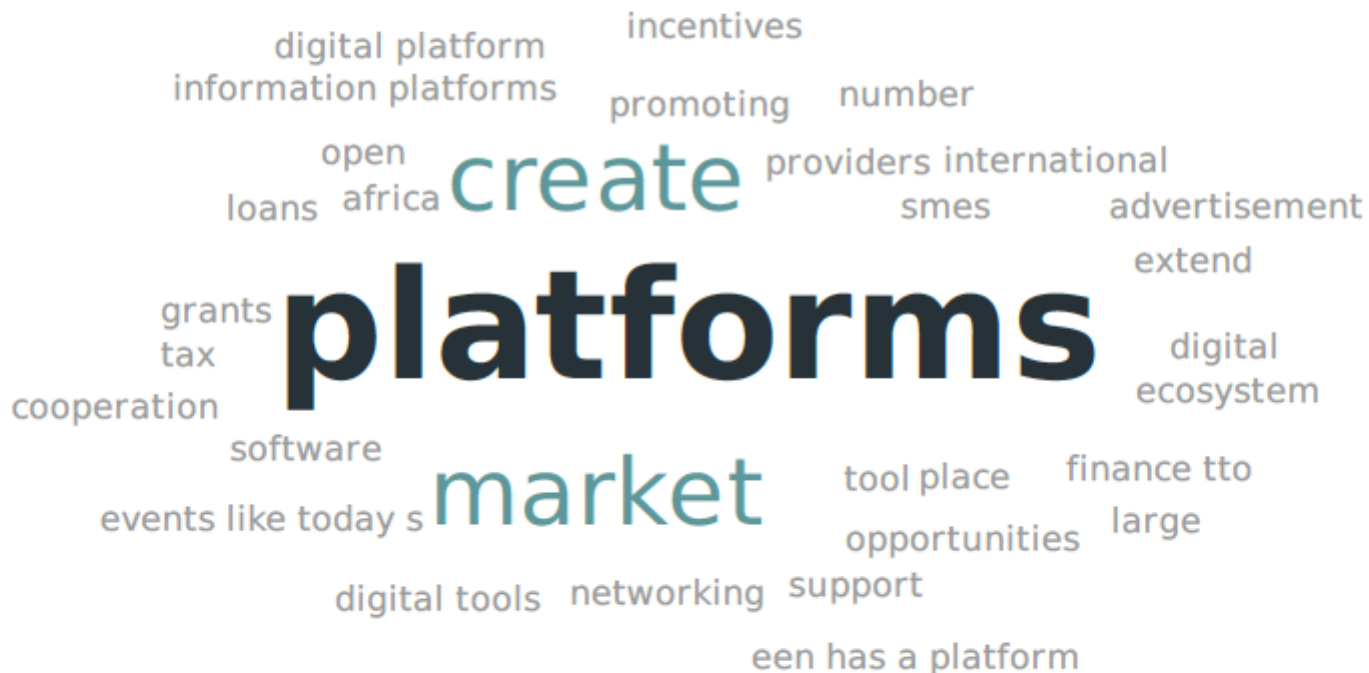 incentives
digital platform
information platforms
promoting
number
open
create
providers
international
loans
africa
smes
advertisement
extend
grants
platforms
tax
digital
ecosystem
cooperation
software
market
tool
place
finance tto
events like today s
opportunities
large
digital tools
networking
support
een has a platform